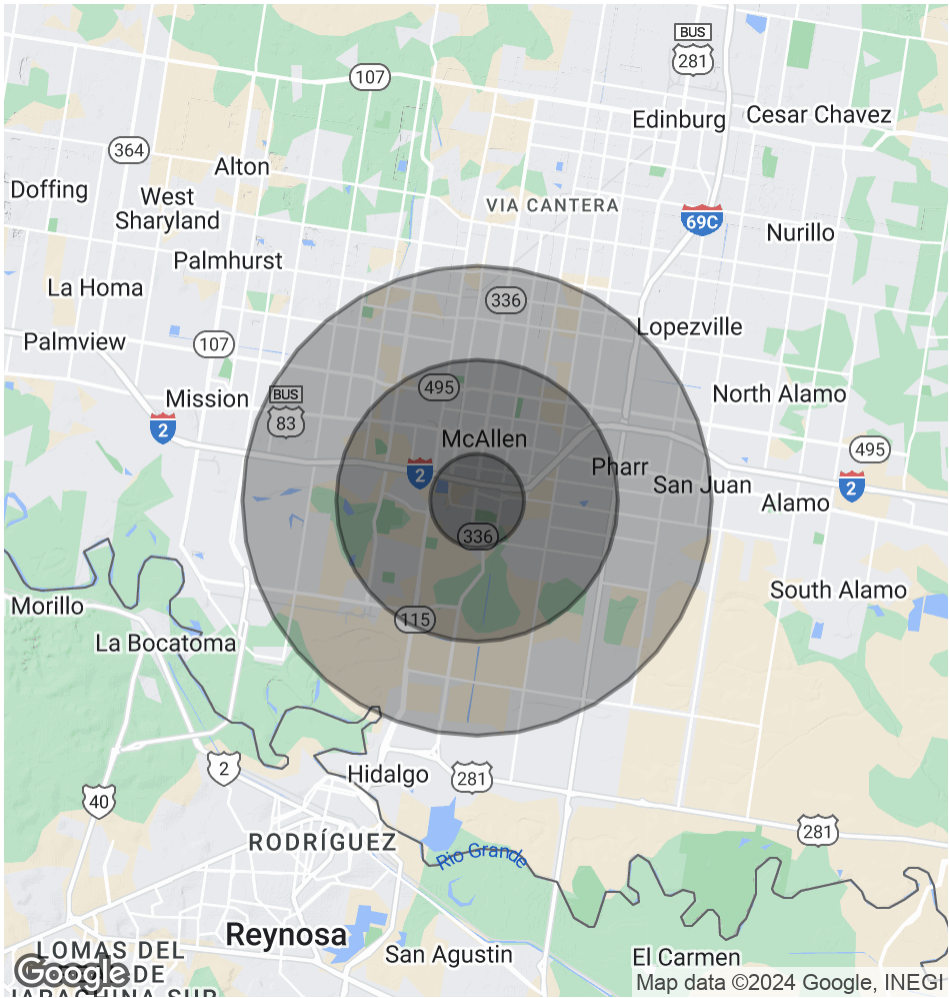 BUS
281
107
Edinburg
Cesar Chavez
364
Alton
Doffing
West
Sharyland
VIA CANTERA
69C
Nurillo
Palmhurst
La Homa
336
Lopezville
Palmview
107
495
BUS
83
Mission
North Alamo
2
McAllen
495
2
Pharr
San Juan
2
Alamo
336
South Alamo
Morillo
115
La Bocatoma
2
Hidalgo
281
40
281
RODRÍGUEZ
Rio Grande
Reynosa
San Agustin
El Carmen
LOMAS DEL
DE
Google
Map data ©2024 Google, INEGI